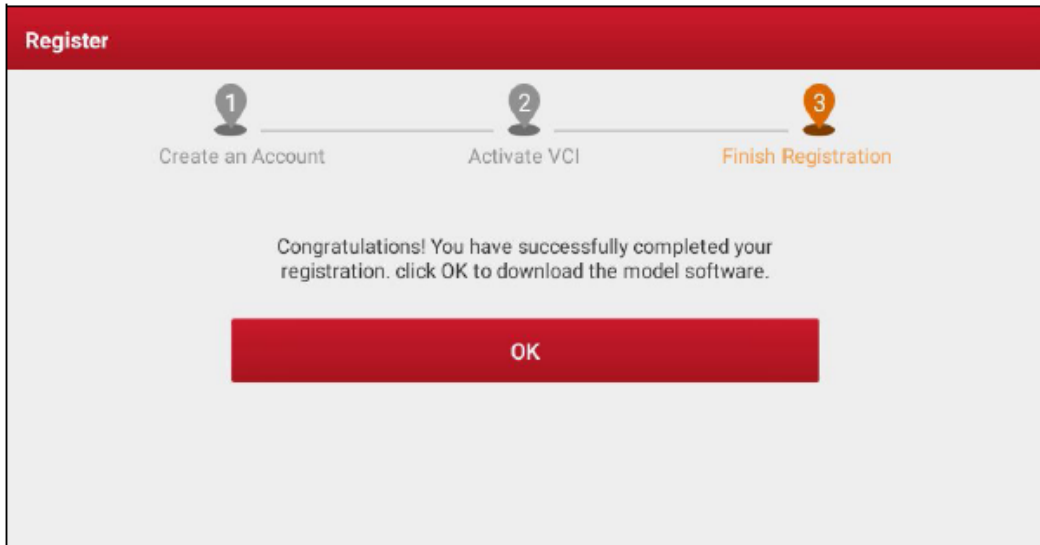 Register
1
2
3
Create an Account
Activate VCI
Finish Registration
Congratulations! You have successfully completed your
registration. click OK to download the model software.
OK